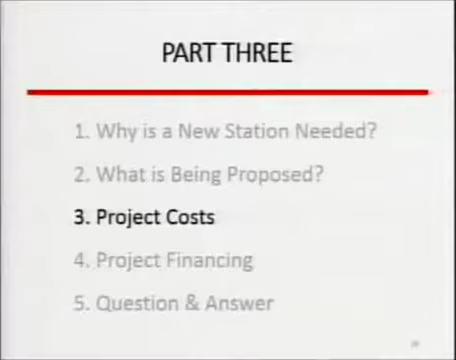 PART THREE
1. Why is a New Station Needed?
2. What is Being Proposed?
3. Project Costs
4. Project Financing
5. Question & Answer